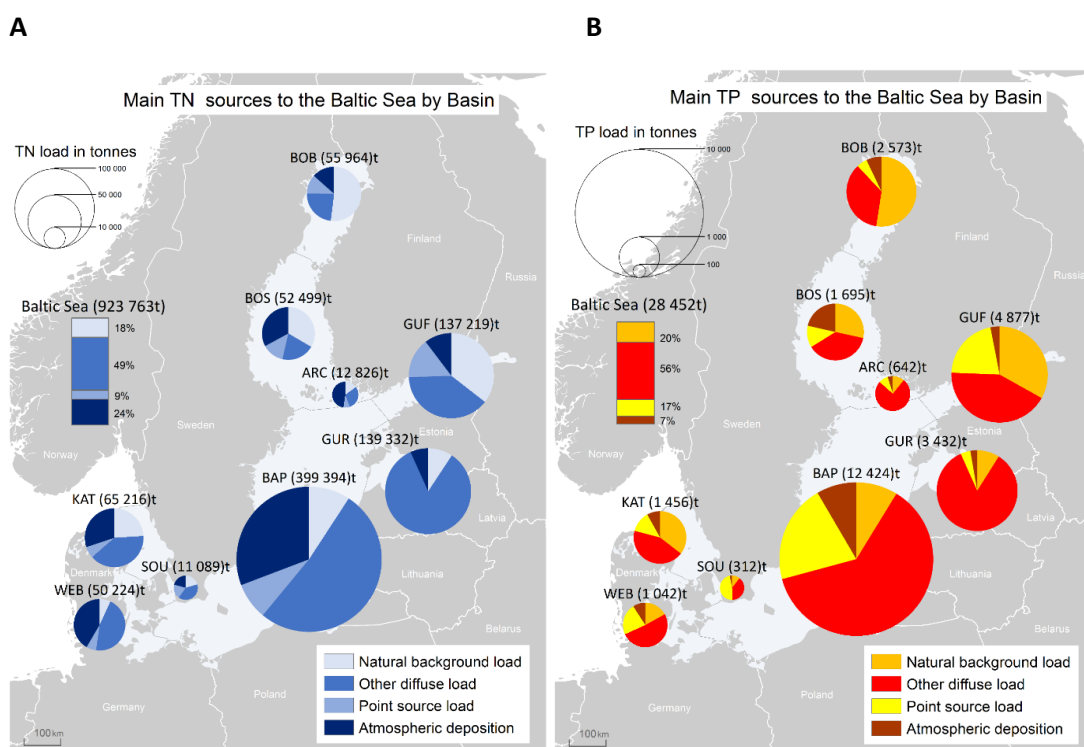 A
Main TN sources to the Baltic Sea by Basin
TN load in tonnes
100 000
50 000
10 000
BOB (55 964)t
Finland
Russia
BOS (52 499)t
Baltic Sea (923 763t)
18%
49%
9%
24%
GUF (137 219)t
ARC (12 826)t
Sweden
Estonia
Norway
GUR (139 332)t
BAP (399 394)t
KAT (65 216)t
Latvia
Denmark
SOU (11 089)t
Lithuania
WEB (50 224)t
Belarus
Poland
Germany
Natural background load
Other diffuse load
Point source load
Atmospheric deposition
100km
B
Main TP sources to the Baltic Sea by Basin
TP load in tonnes
10 000
1 000
100
BOB (2 573)t
Finland
Russia
BOS (1 695)t
Baltic Sea (28 452t)
20%
56%
17%
7%
GUF (4 877)t
ARC (642)t
Sweden
Estonia
Norway
GUR (3 432)t
BAP (12 424)t
KAT (1 456)t
Latvia
Denmark
SOU (312)t
Lithuania
WEB (1 042)t
Belarus
Poland
Germany
Natural background load
Other diffuse load
Point source load
Atmospheric deposition
100km